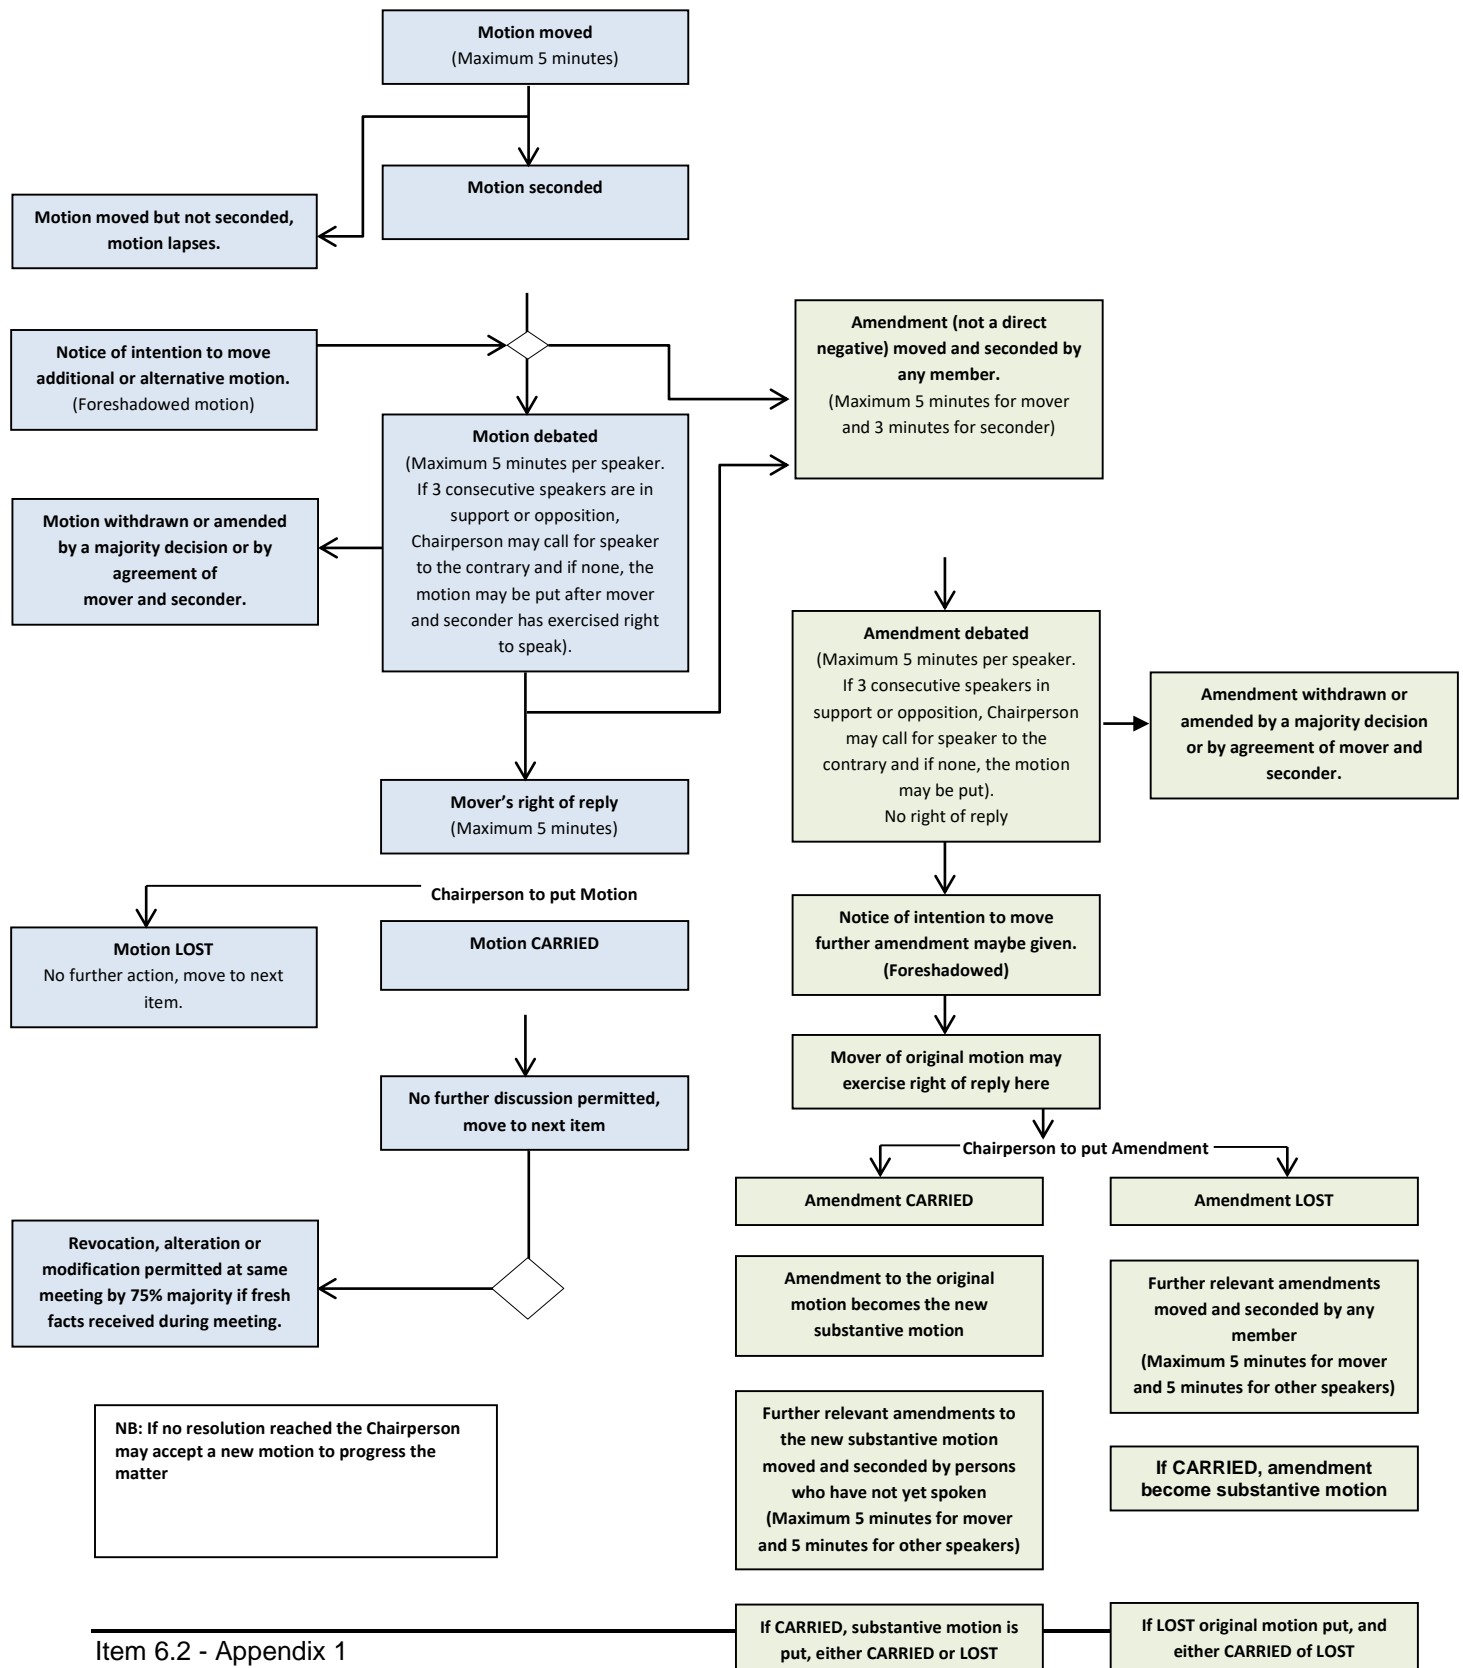 Motion moved
(Maximum 5 minutes)
Motion seconded
Motion moved but not seconded,
motion lapses.
Notice of intention to move
additional or alternative motion.
(Foreshadowed motion)
Amendment (not a direct
negative) moved and seconded by
any member.
(Maximum 5 minutes for mover
and 3 minutes for seconder)
Motion debated
(Maximum 5 minutes per speaker.
If 3 consecutive speakers are in
support or opposition,
Chairperson may call for speaker
to the contrary and if none, the
motion may be put after mover
and seconder has exercised right
to speak).
Motion withdrawn or amended
by a majority decision or by
agreement of
mover and seconder.
Amendment debated
(Maximum 5 minutes per speaker.
If 3 consecutive speakers in
support or opposition, Chairperson
may call for speaker to the
contrary and if none, the motion
may be put).
No right of reply
Amendment withdrawn or
amended by a majority decision
or by agreement of mover and
seconder.
Mover’s right of reply
(Maximum 5 minutes)
Chairperson to put Motion
Motion LOST
No further action, move to next
item.
Motion CARRIED
Notice of intention to move
further amendment maybe given.
(Foreshadowed)
Mover of original motion may
exercise right of reply here
No further discussion permitted,
move to next item
Chairperson to put Amendment
Amendment CARRIED
Amendment LOST
Revocation, alteration or
modification permitted at same
meeting by 75% majority if fresh
facts received during meeting.
Amendment to the original
motion becomes the new
substantive motion
Further relevant amendments
moved and seconded by any
member
(Maximum 5 minutes for mover
and 5 minutes for other speakers)
NB: If no resolution reached the Chairperson
may accept a new motion to progress the
matter
Further relevant amendments to
the new substantive motion
moved and seconded by persons
who have not yet spoken
(Maximum 5 minutes for mover
and 5 minutes for other speakers)
If CARRIED, amendment
become substantive motion
If CARRIED, substantive motion is
put, either CARRIED or LOST
If LOST original motion put, and
either CARRIED of LOST
Item 6.2 - Appendix 1